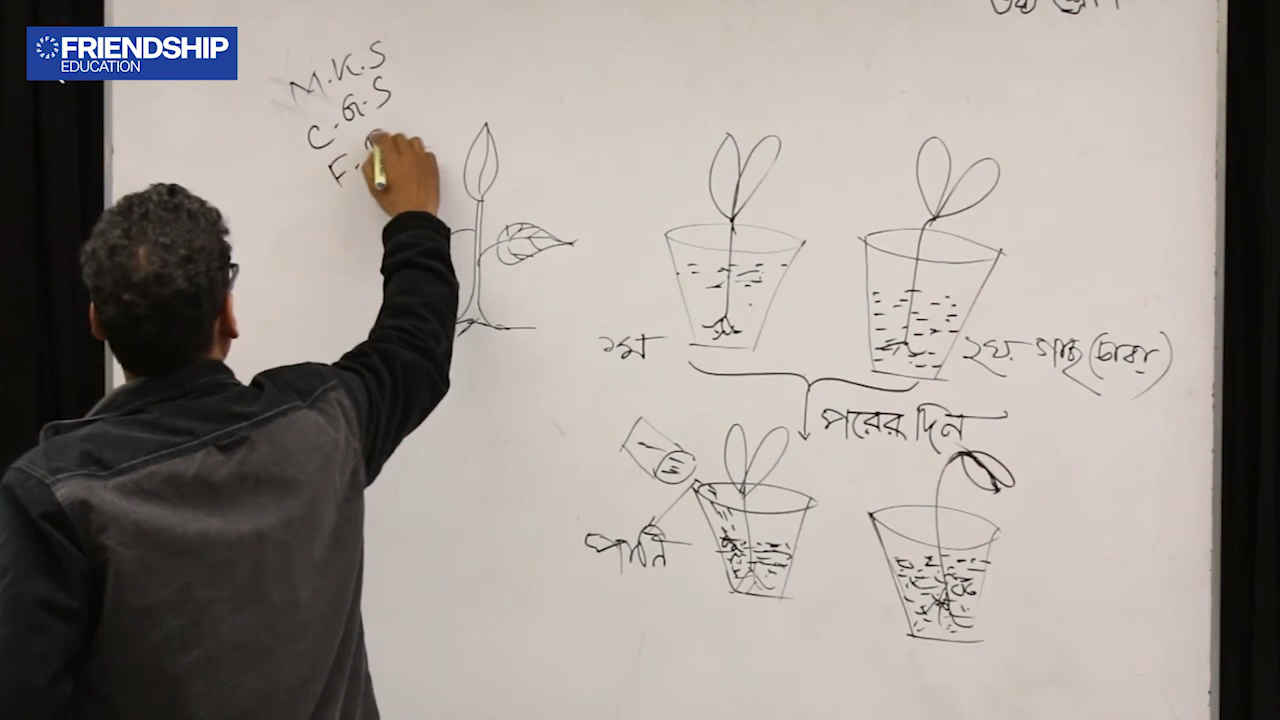 FRIENDSHIP
EDUCATION
M.K.S
C.G.S
F.
১ম
২য় গাছ (চারা)
পরের দিন
পানি